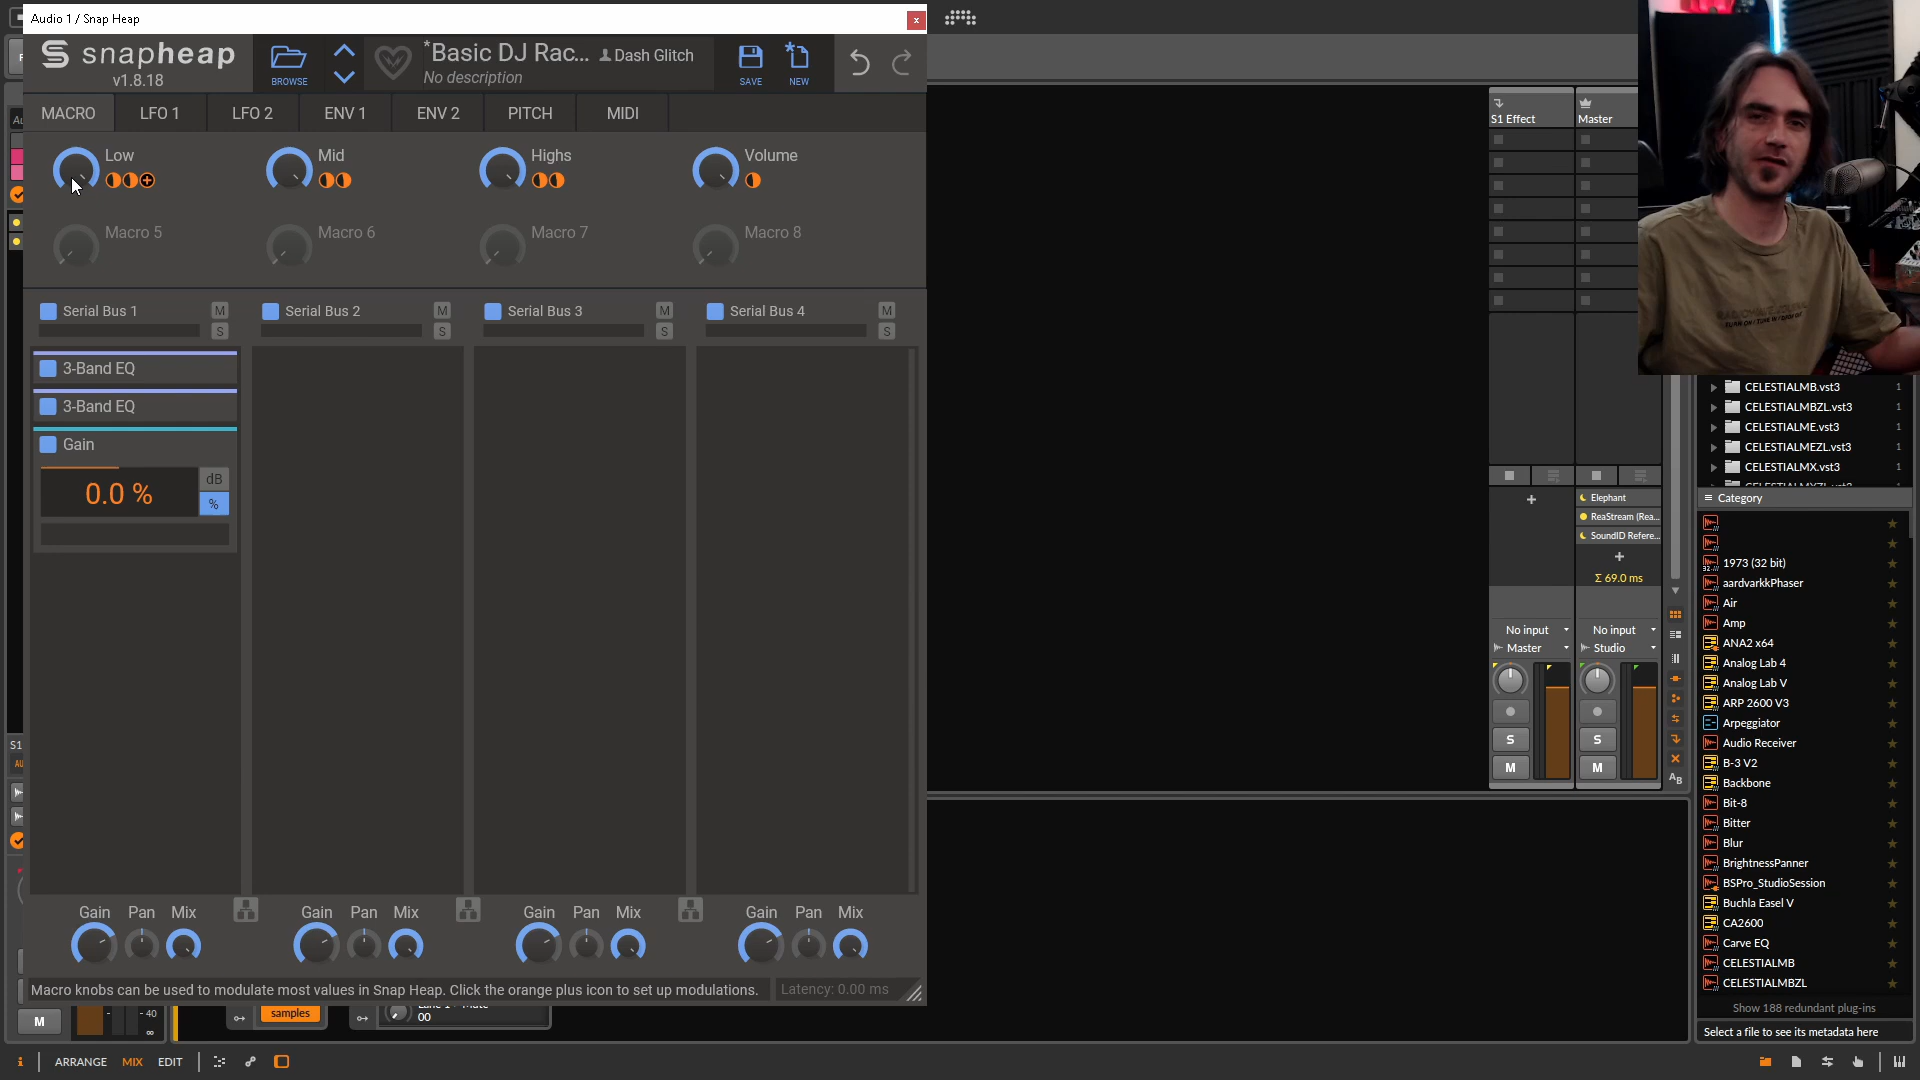 Audio 1 / Snap Heap
x
snapheap
v1.8.18
BROWSE
*Basic DJ Rac...
Dash Glitch
No description
SAVE
NEW
MACRO
LFO 1
LFO 2
ENV 1
ENV 2
PITCH
MIDI
Low
Mid
Highs
Volume
Macro 5
Macro 6
Macro 7
Macro 8
Serial Bus 1
M
S
Serial Bus 2
M
S
Serial Bus 3
M
S
Serial Bus 4
M
S
3-Band EQ
3-Band EQ
Gain
0.0 %
dB
%
Gain Pan Mix
Gain Pan Mix
Gain Pan Mix
Gain Pan Mix
Macro knobs can be used to modulate most values in Snap Heap. Click the orange plus icon to set up modulations.
Latency: 0.00 ms
S1 Effect
Master
Elephant
ReaStream (Rea...
SoundID Refere...
Σ 69.0 ms
No input
Master
No input
Studio
S
M
S
M
CELESTIALMB.vst3 1
CELESTIALMBZL.vst3 1
CELESTIALME.vst3 1
CELESTIALMEZL.vst3 1
CELESTIALMX.vst3 1
Category
1973 (32 bit)
aardvarkkPhaser
Air
Amp
ANA2 x64
Analog Lab 4
Analog Lab V
ARP 2600 V3
Arpeggiator
Audio Receiver
B-3 V2
Backbone
Bit-8
Bitter
Blur
BrightnessPanner
BSPro_StudioSession
Buchla Easel V
CA2600
Carve EQ
CELESTIALMB
CELESTIALMBZL
Show 188 redundant plug-ins
Select a file to see its metadata here
S1
M
-40
∞
samples
00
i
ARRANGE
MIX
EDIT